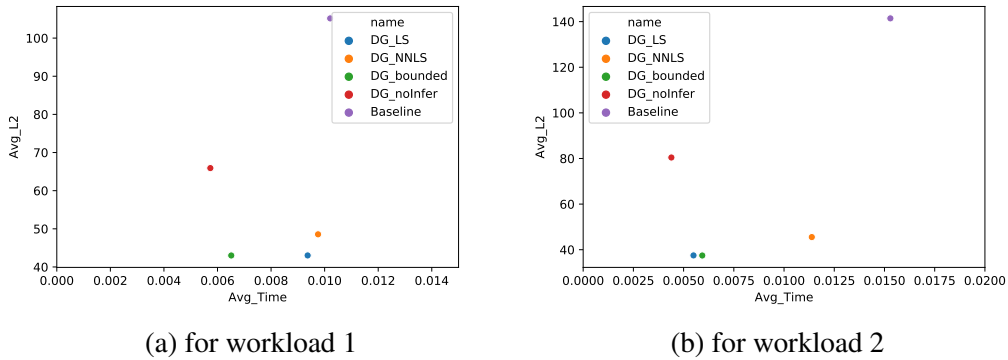 100
90
80
70
60
50
40
Avg_L2
0.000
0.002
0.004
0.006
0.008
0.010
0.012
0.014
Avg_Time
name
DG_LS
DG_NNLS
DG_bounded
DG_noInfer
Baseline
(a) for workload 1
140
120
100
80
60
40
Avg_L2
0.0000
0.0025
0.0050
0.0075
0.0100
0.0125
0.0150
0.0175
0.0200
Avg_Time
name
DG_LS
DG_NNLS
DG_bounded
DG_noInfer
Baseline
(b) for workload 2